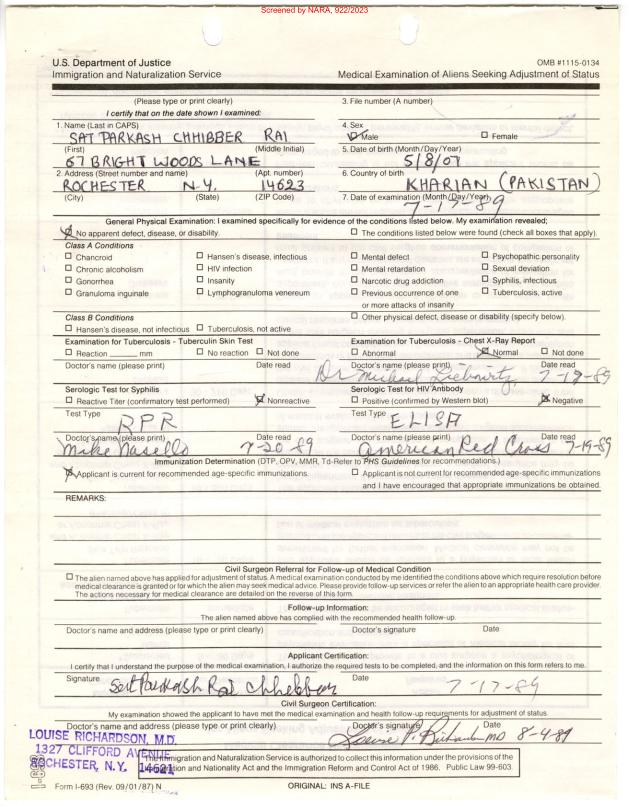 Screened by NARA, 922/2023
U.S. Department of Justice
Immigration and Naturalization Service
OMB #1115-0134
Medical Examination of Aliens Seeking Adjustment of Status
(Please type or print clearly)
I certify that on the date shown I examined:
3. File number (A number)
1. Name (Last in CAPS)
SAT PARKASH CHHIBBER RAI
(First) (Middle Initial)
4. Sex
☒ Male ☐ Female
67 BRIGHT WOODS LANE
5. Date of birth (Month/Day/Year)
5/8/07
2. Address (Street number and name) (Apt. number)
ROCHESTER N-Y. 14623
(City) (State) (ZIP Code)
6. Country of birth
KHARIAN (PAKISTAN)
7. Date of examination (Month/Day/Year)
7-17-89
General Physical Examination: I examined specifically for evidence of the conditions listed below. My examination revealed;
☒ No apparent defect, disease, or disability. ☐ The conditions listed below were found (check all boxes that apply).
Class A Conditions
☐ Chancroid ☐ Hansen's disease, infectious ☐ Mental defect ☐ Psychopathic personality
☐ Chronic alcoholism ☐ HIV infection ☐ Mental retardation ☐ Sexual deviation
☐ Gonorrhea ☐ Insanity ☐ Narcotic drug addiction ☐ Syphilis, infectious
☐ Granuloma inguinale ☐ Lymphogranuloma venereum ☐ Previous occurrence of one ☐ Tuberculosis, active
or more attacks of insanity
Class B Conditions ☐ Other physical defect, disease or disability (specify below).
☐ Hansen's disease, not infectious ☐ Tuberculosis, not active
Examination for Tuberculosis - Tuberculin Skin Test
☐ Reaction ______ mm ☐ No reaction ☐ Not done
Doctor's name (please print) Date read
Examination for Tuberculosis - Chest X-Ray Report
☐ Abnormal ☒ Normal ☐ Not done
Doctor's name (please print) Date read
Dr Michael Liebowitz 7-19-89
Serologic Test for Syphilis
☐ Reactive Titer (confirmatory test performed) ☒ Nonreactive
Test Type
RPR
Doctor's name (please print) Date read
Mike Nasello 7-20-89
Serologic Test for HIV Antibody
☐ Positive (confirmed by Western blot) ☒ Negative
Test Type
ELISA
Doctor's name (please print) Date read
American Red Cross 7-19-89
Immunization Determination (DTP, OPV, MMR, Td-Refer to PHS Guidelines for recommendations.)
☒ Applicant is current for recommended age-specific immunizations. ☐ Applicant is not current for recommended age-specific immunizations
and I have encouraged that appropriate immunizations be obtained.
REMARKS:
Civil Surgeon Referral for Follow-up of Medical Condition
☐ The alien named above has applied for adjustment of status. A medical examination conducted by me identified the conditions above which require resolution before
medical clearance is granted or for which the alien may seek medical advice. Please provide follow-up services or refer the alien to an appropriate health care provider.
The actions necessary for medical clearance are detailed on the reverse of this form.
Follow-up Information:
The alien named above has complied with the recommended health follow-up.
Doctor's name and address (please type or print clearly) Doctor's signature Date
Applicant Certification:
I certify that I understand the purpose of the medical examination, I authorize the required tests to be completed, and the information on this form refers to me.
Signature Date
Sat Parkash Rai Chhibber 7-17-89
Civil Surgeon Certification:
My examination showed the applicant to have met the medical examination and health follow-up requirements for adjustment of status.
Doctor's name and address (please type or print clearly) Doctor's signature Date
Louise P. Richardson MD 8-4-89
LOUISE RICHARDSON, M.D.
1327 CLIFFORD AVENUE
ROCHESTER, N.Y. 14621
The Immigration and Naturalization Service is authorized to collect this information under the provisions of the
Immigration and Nationality Act and the Immigration Reform and Control Act of 1986, Public Law 99-603.
Form I-693 (Rev. 09/01/87) N ORIGINAL: INS A-FILE